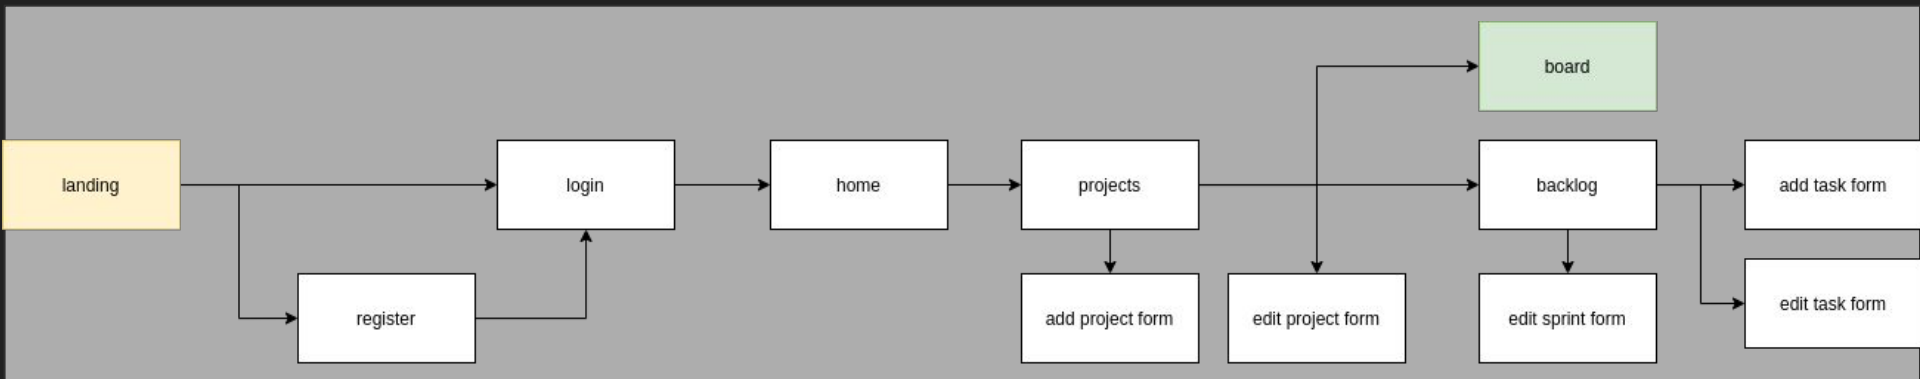 board
landing
login
home
projects
backlog
add task form
register
add project form
edit project form
edit sprint form
edit task form